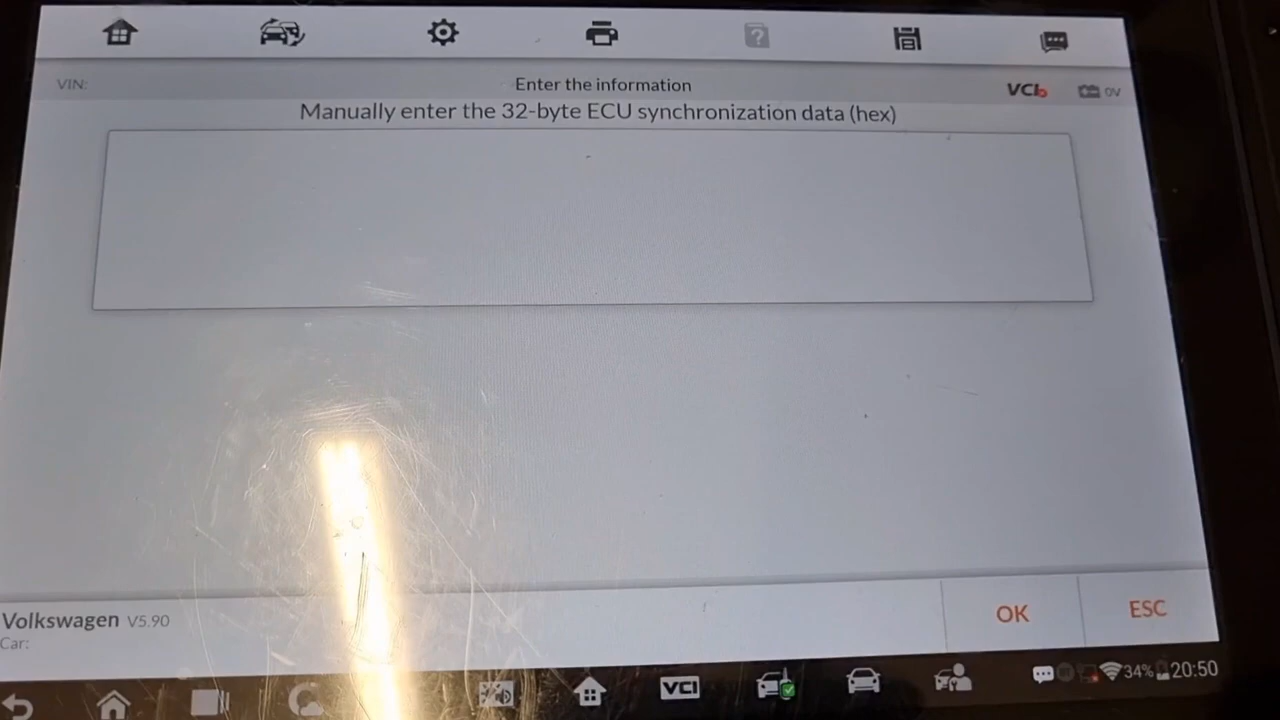 VIN:
Enter the information
VCI
0V
Manually enter the 32-byte ECU synchronization data (hex)
OK
ESC
Volkswagen V5.90
Car:
VCI
34%
20:50